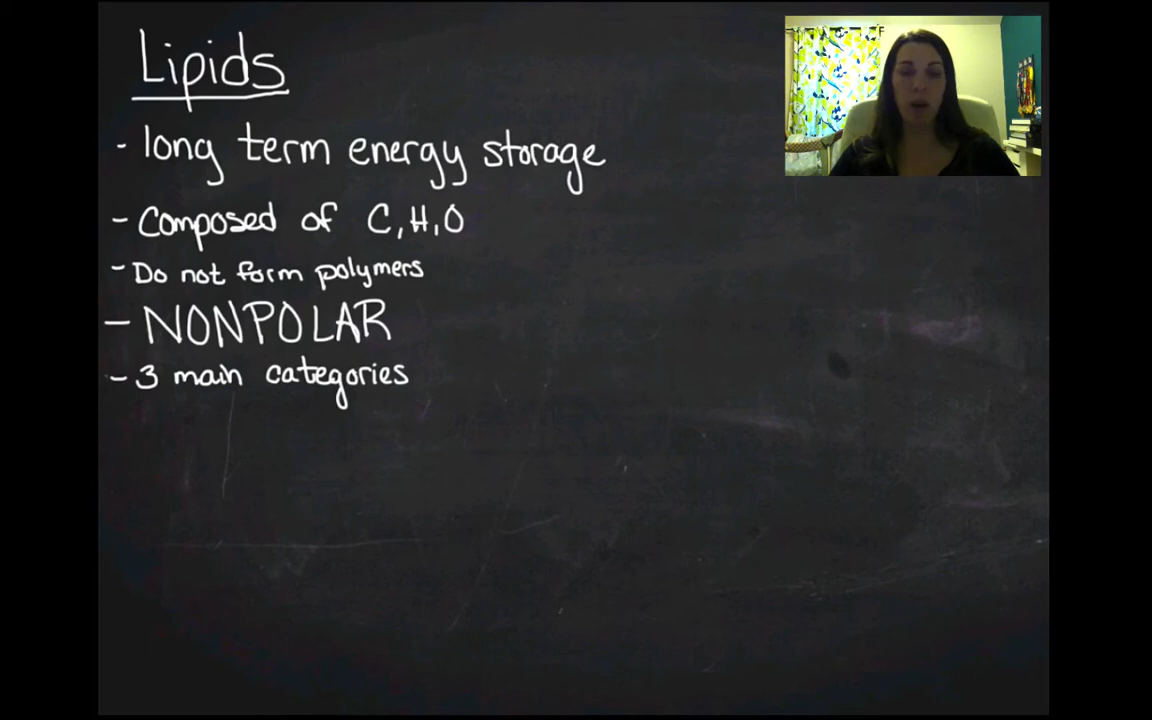 Lipids
- long term energy storage
- Composed of C, H, O
- Do not form polymers
- NONPOLAR
- 3 main categories